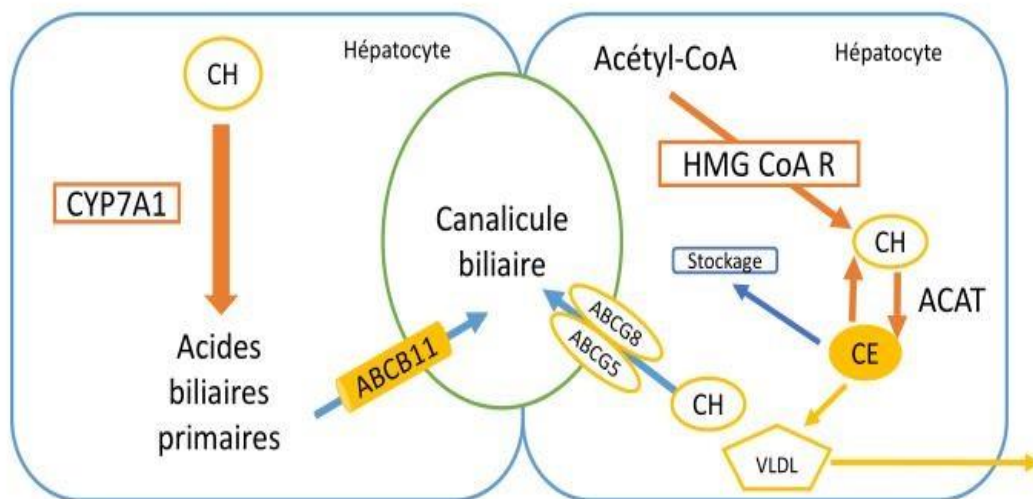 Hépatocyte
CH
CYP7A1
Acides
biliaires
primaires
ABCB11
Canalicule
biliaire
Hépatocyte
Acétyl-CoA
HMG CoA R
CH
ACAT
Stockage
CE
ABCG8
ABCG5
CH
VLDL